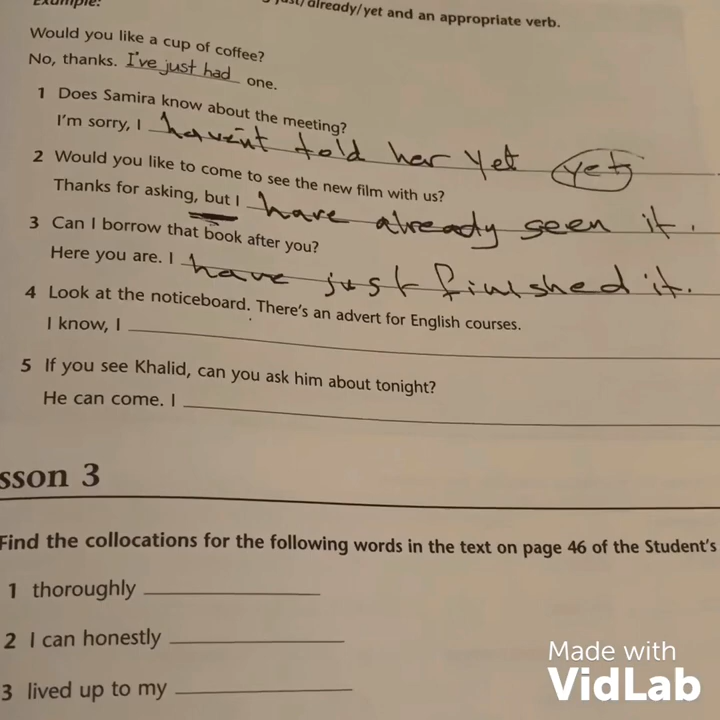 Example:
just/already/yet and an appropriate verb.
Would you like a cup of coffee?
No, thanks. I've just had one.
1 Does Samira know about the meeting?
I'm sorry, I haven't told her yet yet
2 Would you like to come to see the new film with us?
Thanks for asking, but I have already seen it.
3 Can I borrow that book after you?
Here you are. I have just finished it.
4 Look at the noticeboard. There's an advert for English courses.
I know, I
5 If you see Khalid, can you ask him about tonight?
He can come. I
sson 3
Find the collocations for the following words in the text on page 46 of the Student's
1 thoroughly
2 I can honestly
3 lived up to my
Made with
VidLab